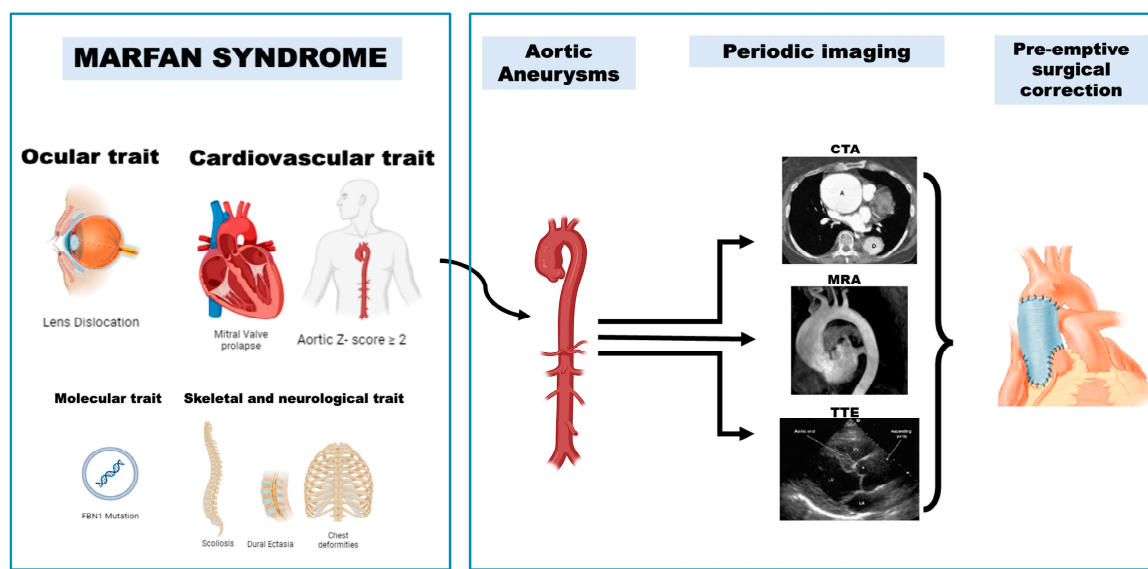 MARFAN SYNDROME
Ocular trait
Cardiovascular trait
Lens Dislocation
Mitral Valve
prolapse
Aortic Z- score ≥ 2
Molecular trait
Skeletal and neurological trait
FBN1 Mutation
Scoliosis
Dural Ectasia
Chest
deformities
Aortic
Aneurysms
Periodic imaging
Pre-emptive
surgical
correction
CTA
A
D
MRA
TTE
Aortic
Ascending
LV
LA